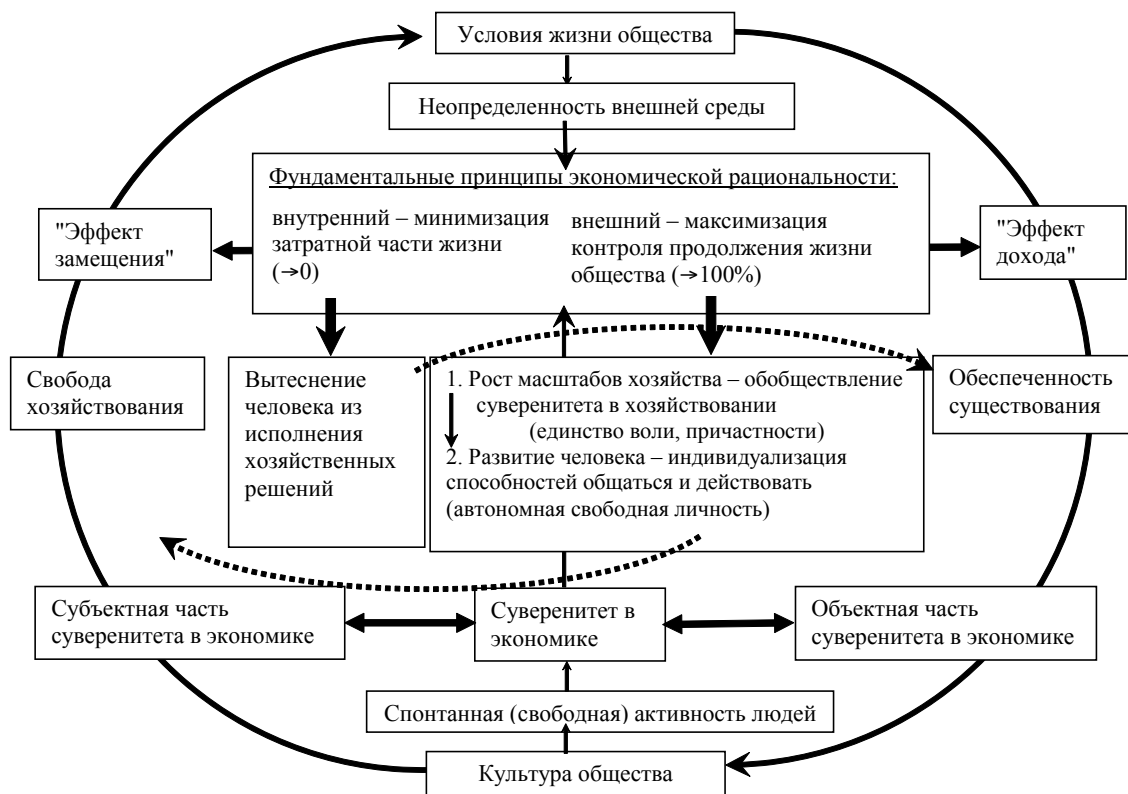 Условия жизни общества
Неопределенность внешней среды
Фундаментальные принципы экономической рациональности:
внутренний – минимизация
затратной части жизни
(→0)
внешний – максимизация
контроля продолжения жизни
общества (→100%)
"Эффект
замещения"
"Эффект
дохода"
Свобода
хозяйствования
Вытеснение
человека из
исполнения
хозяйственных
решений
1. Рост масштабов хозяйства – обобществление
суверенитета в хозяйствовании
(единство воли, причастности)
2. Развитие человека – индивидуализация
способностей общаться и действовать
(автономная свободная личность)
Обеспеченность
существования
Субъектная часть
суверенитета в экономике
Суверенитет в
экономике
Объектная часть
суверенитета в экономике
Спонтанная (свободная) активность людей
Культура общества